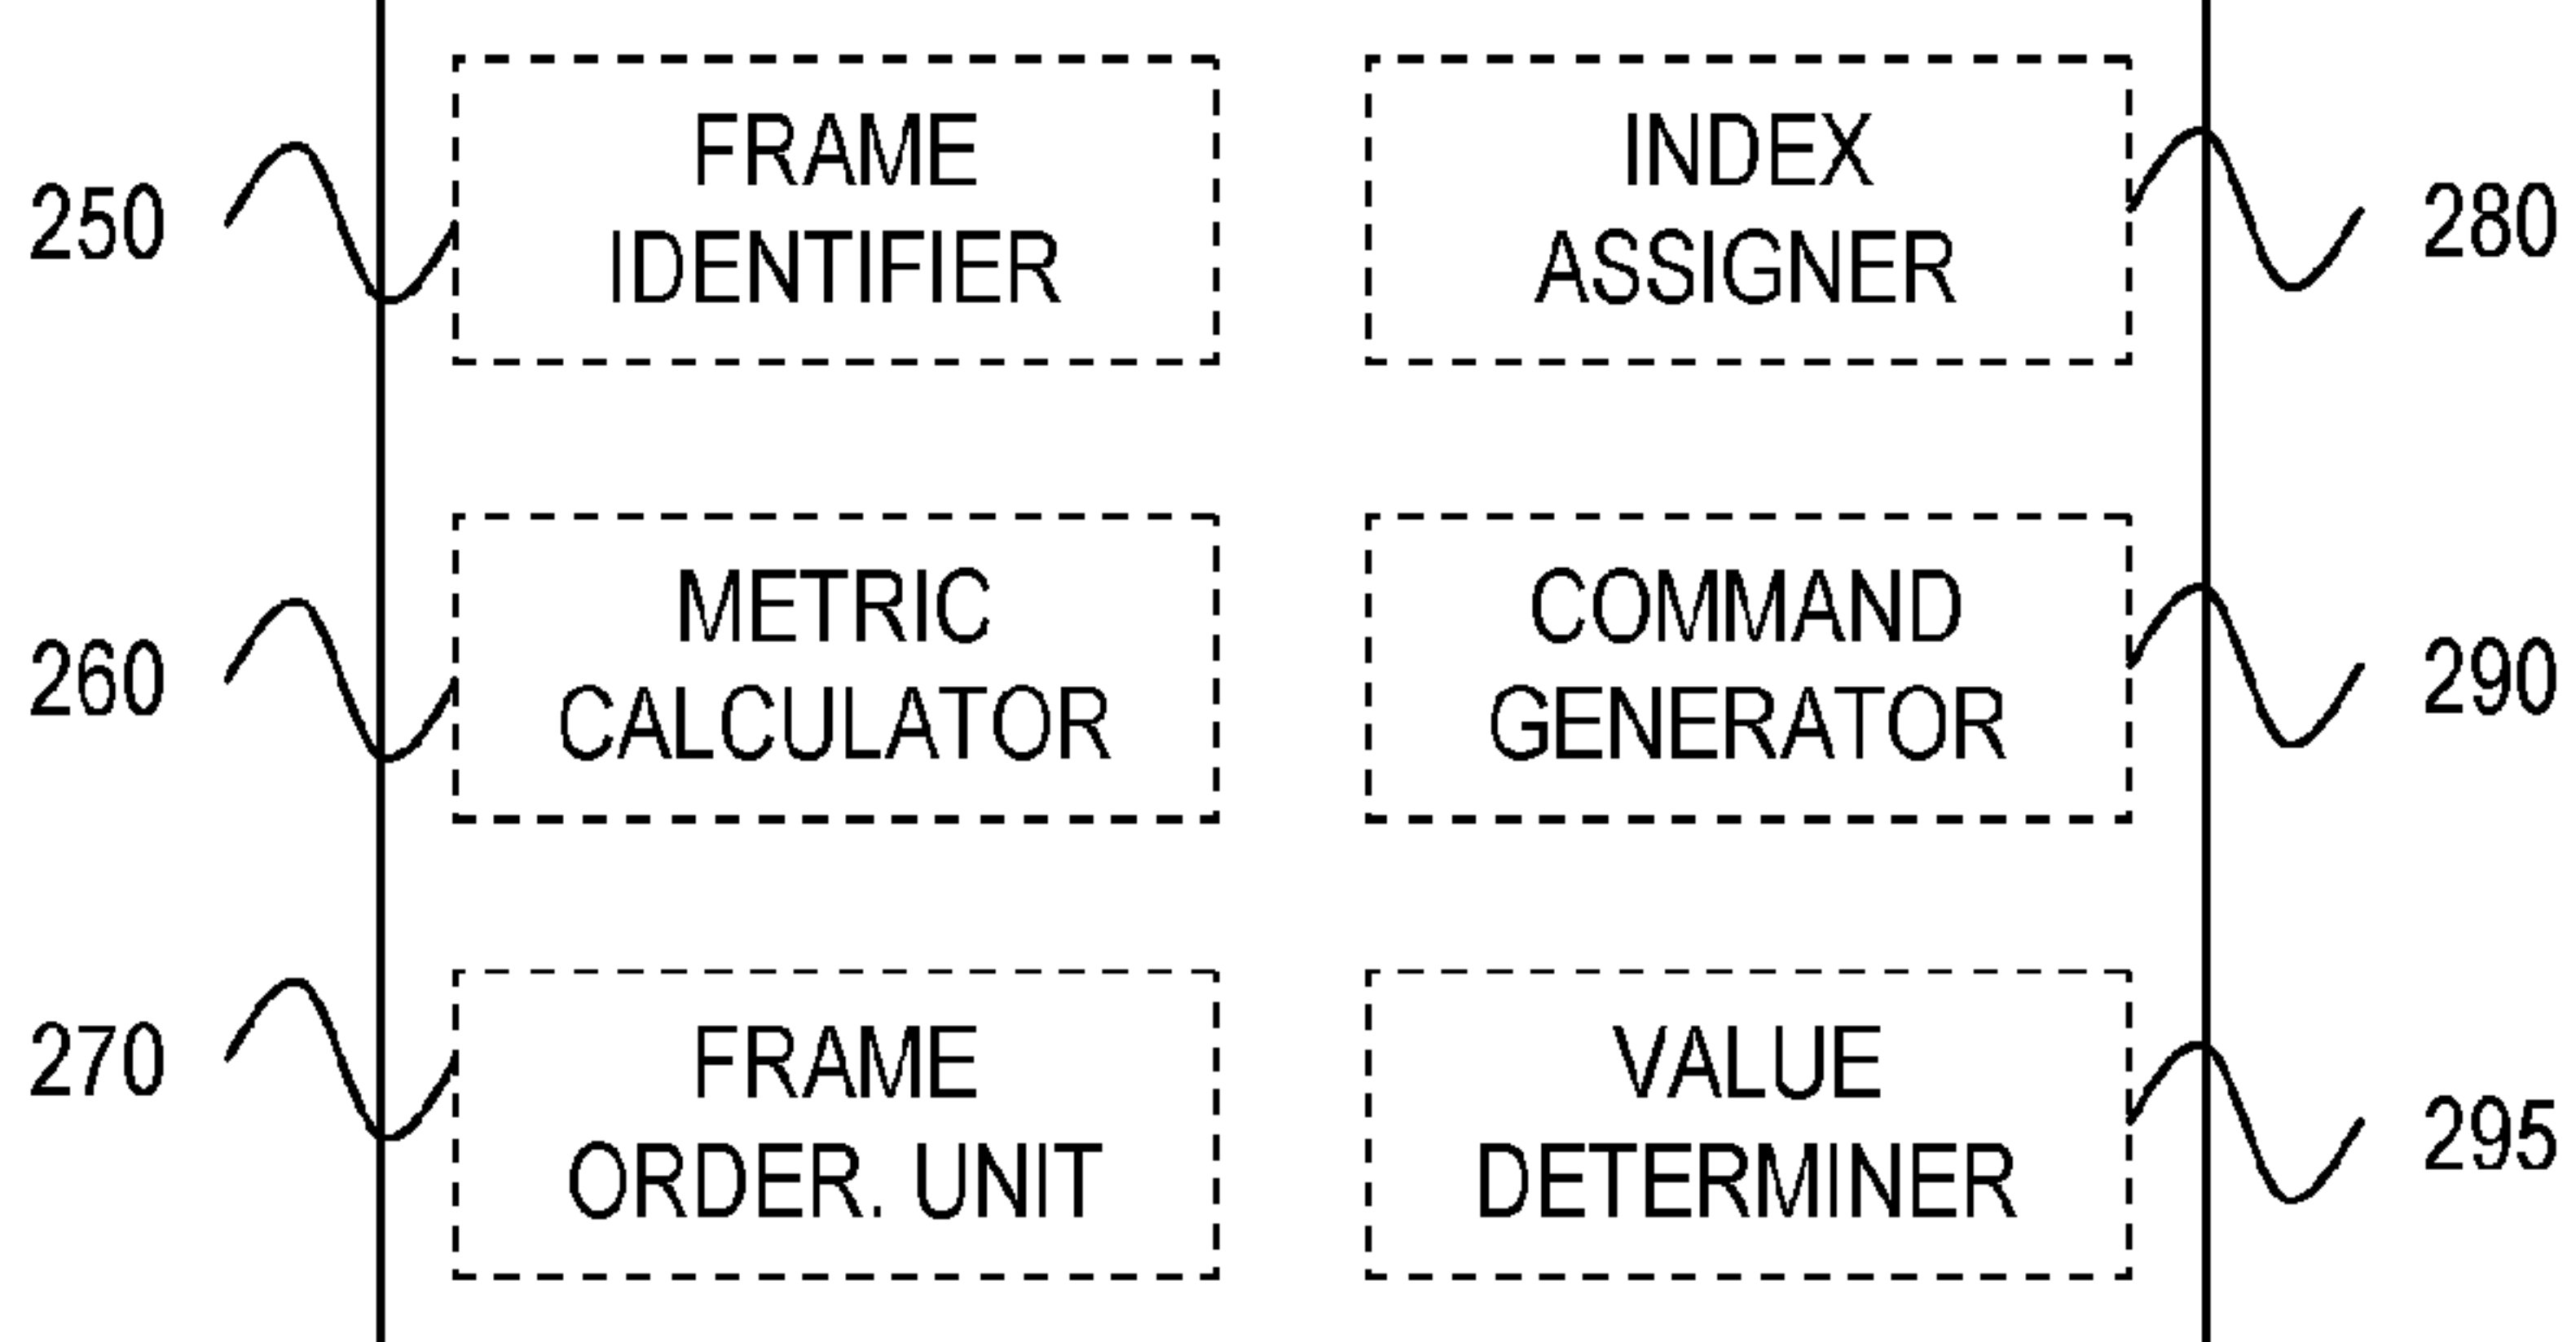 FRAME
IDENTIFIER
250
INDEX
ASSIGNER
280
METRIC
CALCULATOR
260
COMMAND
GENERATOR
290
FRAME
ORDER. UNIT
270
VALUE
DETERMINER
295